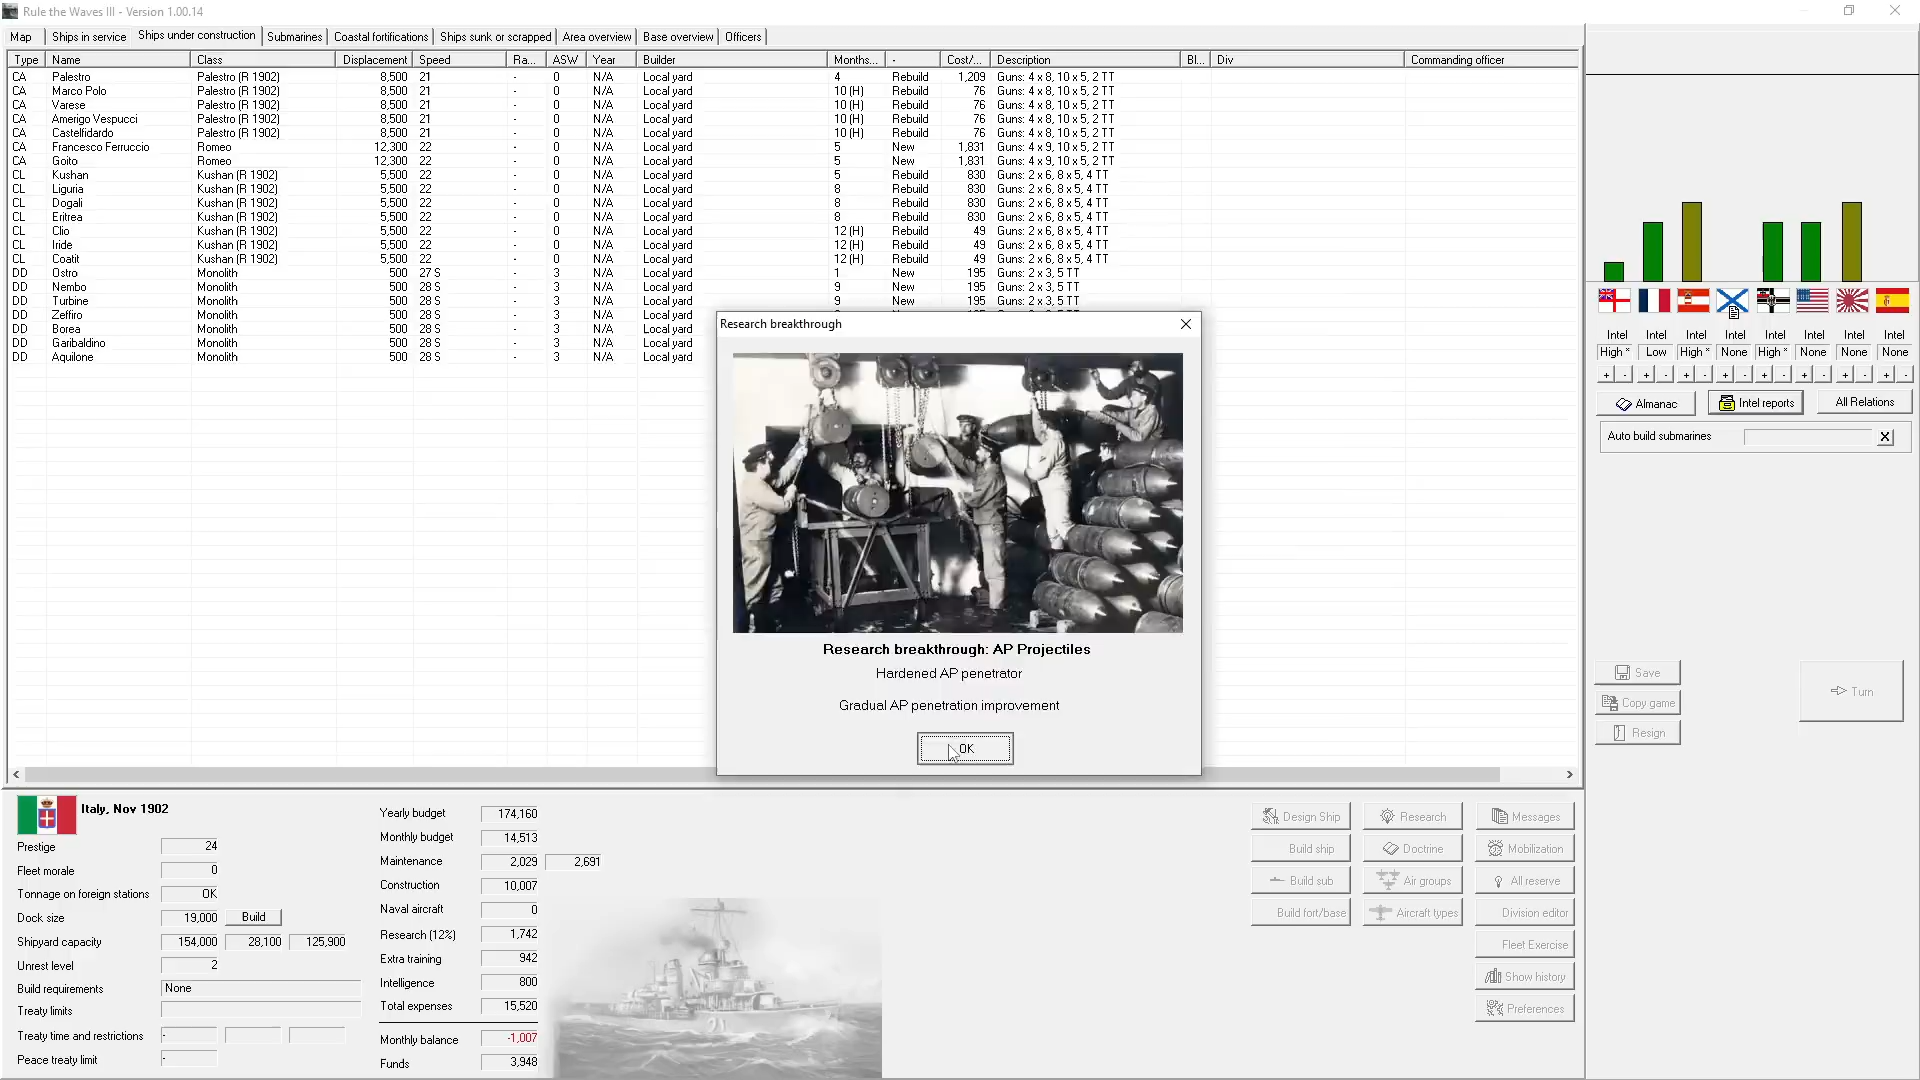 Rule the Waves III - Version 1.00.14
Map Ships in service Ships under construction Submarines Coastal fortifications Ships sunk or scrapped Area overview Base overview Officers
Type Name Class Displacement Speed Ra... ASW Year Builder Months... - Cost/... Description Bl... Div Commanding officer
CA Palestro Palestro (R 1902) 8,500 21 - 0 N/A Local yard 4 Rebuild 1,209 Guns: 4 x 8, 10 x 5, 2 TT
CA Marco Polo Palestro (R 1902) 8,500 21 - 0 N/A Local yard 10 (H) Rebuild 76 Guns: 4 x 8, 10 x 5, 2 TT
CA Varese Palestro (R 1902) 8,500 21 - 0 N/A Local yard 10 (H) Rebuild 76 Guns: 4 x 8, 10 x 5, 2 TT
CA Amerigo Vespucci Palestro (R 1902) 8,500 21 - 0 N/A Local yard 10 (H) Rebuild 76 Guns: 4 x 8, 10 x 5, 2 TT
CA Castelfidardo Palestro (R 1902) 8,500 21 - 0 N/A Local yard 10 (H) Rebuild 76 Guns: 4 x 8, 10 x 5, 2 TT
CA Francesco Ferruccio Romeo 12,300 22 - 0 N/A Local yard 5 New 1,831 Guns: 4 x 9, 10 x 5, 2 TT
CA Goito Romeo 12,300 22 - 0 N/A Local yard 5 New 1,831 Guns: 4 x 9, 10 x 5, 2 TT
CL Kushan Kushan (R 1902) 5,500 22 - 0 N/A Local yard 5 Rebuild 830 Guns: 2 x 6, 8 x 5, 4 TT
CL Liguria Kushan (R 1902) 5,500 22 - 0 N/A Local yard 8 Rebuild 830 Guns: 2 x 6, 8 x 5, 4 TT
CL Dogali Kushan (R 1902) 5,500 22 - 0 N/A Local yard 8 Rebuild 830 Guns: 2 x 6, 8 x 5, 4 TT
CL Eritrea Kushan (R 1902) 5,500 22 - 0 N/A Local yard 8 Rebuild 830 Guns: 2 x 6, 8 x 5, 4 TT
CL Clio Kushan (R 1902) 5,500 22 - 0 N/A Local yard 12 (H) Rebuild 49 Guns: 2 x 6, 8 x 5, 4 TT
CL Iride Kushan (R 1902) 5,500 22 - 0 N/A Local yard 12 (H) Rebuild 49 Guns: 2 x 6, 8 x 5, 4 TT
CL Coatit Kushan (R 1902) 5,500 22 - 0 N/A Local yard 12 (H) Rebuild 49 Guns: 2 x 6, 8 x 5, 4 TT
DD Ostro Monolith 500 27 S - 3 N/A Local yard 1 New 195 Guns: 2 x 3, 5 TT
DD Nembo Monolith 500 28 S - 3 N/A Local yard 9 New 195 Guns: 2 x 3, 5 TT
DD Turbine Monolith 500 28 S - 3 N/A Local yard 9 New 195 Guns: 2 x 3, 5 TT
DD Zeffiro Monolith 500 28 S - 3 N/A Local yard
DD Borea Monolith 500 28 S - 3 N/A Local yard
DD Garibaldino Monolith 500 28 S - 3 N/A Local yard
DD Aquilone Monolith 500 28 S - 3 N/A Local yard
Research breakthrough
Research breakthrough: AP Projectiles
Hardened AP penetrator
Gradual AP penetration improvement
OK
Intel Intel Intel Intel Intel Intel Intel Intel
High * Low High * None High * None None None
+ - + - + - + - + - + - + - + -
Almanac Intel reports All Relations
Auto build submarines X
Save
Copy game
Resign
Turn
Italy, Nov 1902
Prestige 24
Fleet morale 0
Tonnage on foreign stations OK
Dock size 19,000 Build
Shipyard capacity 154,000 28,100 125,900
Unrest level 2
Build requirements None
Treaty limits
Treaty time and restrictions -
Peace treaty limit -
Yearly budget 174,160
Monthly budget 14,513
Maintenance 2,029 2,691
Construction 10,007
Naval aircraft 0
Research (12%) 1,742
Extra training 942
Intelligence 800
Total expenses 15,520
Monthly balance -1,007
Funds 3,948
Design Ship Research Messages
Build ship Doctrine Mobilization
Build sub Air groups All reserve
Build fort/base Aircraft types Division editor
Fleet Exercise
Show history
Preferences